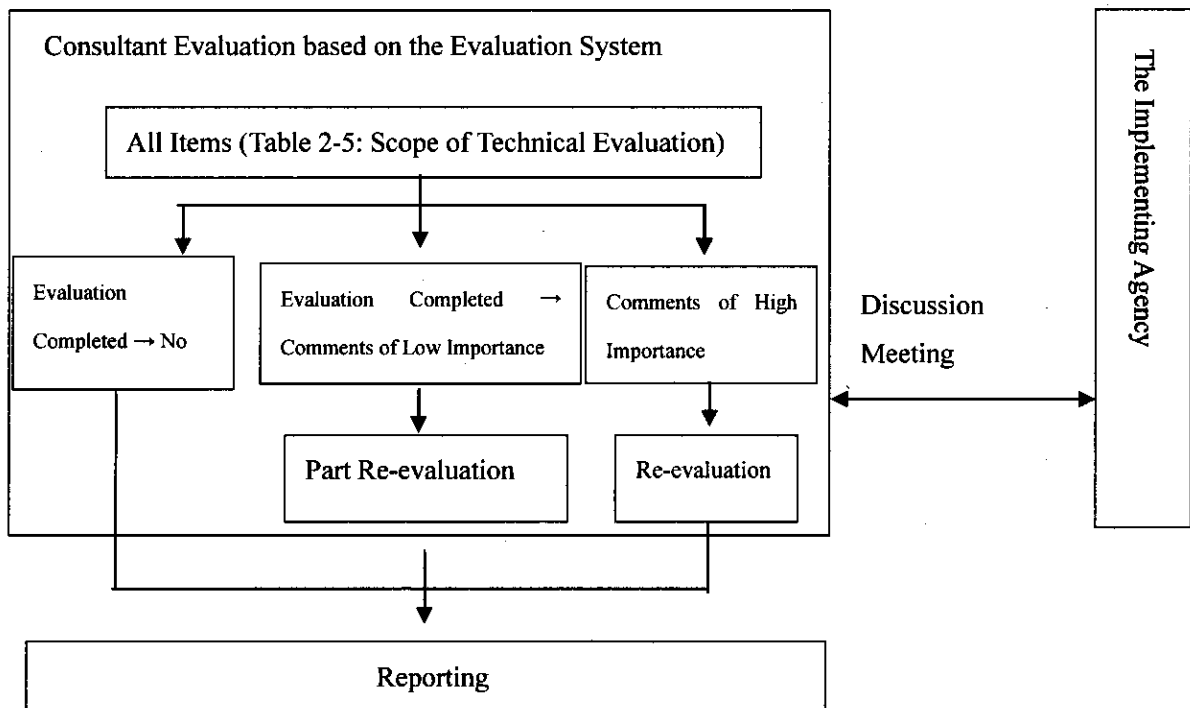 Consultant Evaluation based on the Evaluation System
All Items (Table 2-5: Scope of Technical Evaluation)
Evaluation
Completed → No
Evaluation Completed →
Comments of Low Importance
Comments of High
Importance
Part Re-evaluation
Re-evaluation
Discussion
Meeting
The Implementing Agency
Reporting